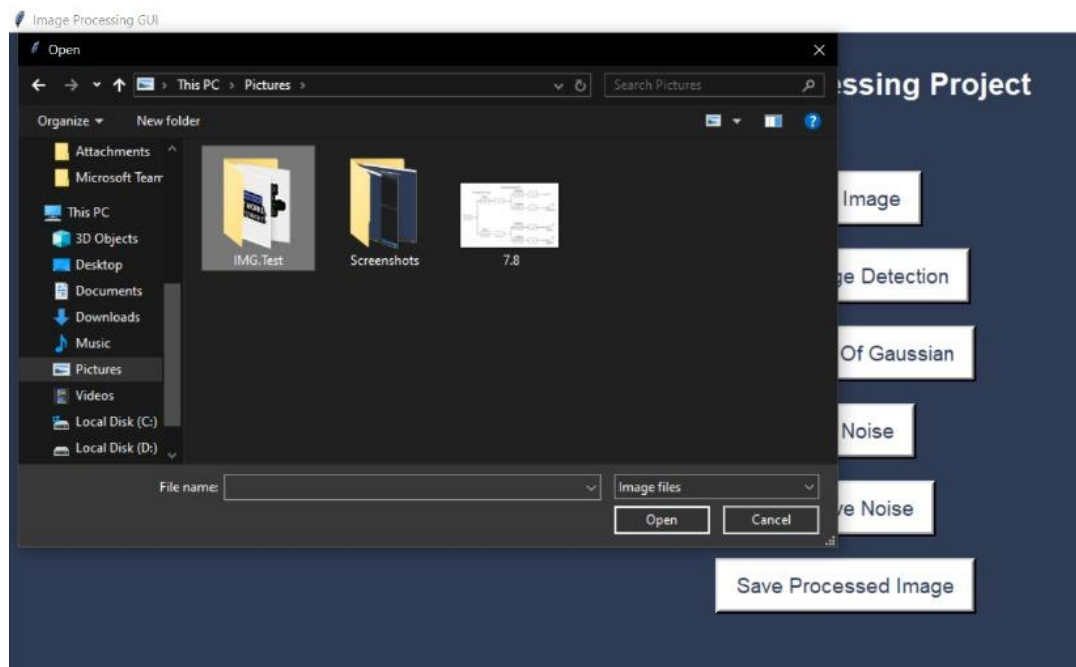 Image Processing GUI
Open
This PC > Pictures >
Search Pictures
ssing Project
Organize
New folder
Attachments
Microsoft Team
This PC
3D Objects
Desktop
Documents
Downloads
Music
Pictures
Videos
Local Disk (C:)
Local Disk (D:)
IMG.Test
Screenshots
7.8
Image
ge Detection
Of Gaussian
Noise
ve Noise
File name:
Image files
Open
Cancel
Save Processed Image